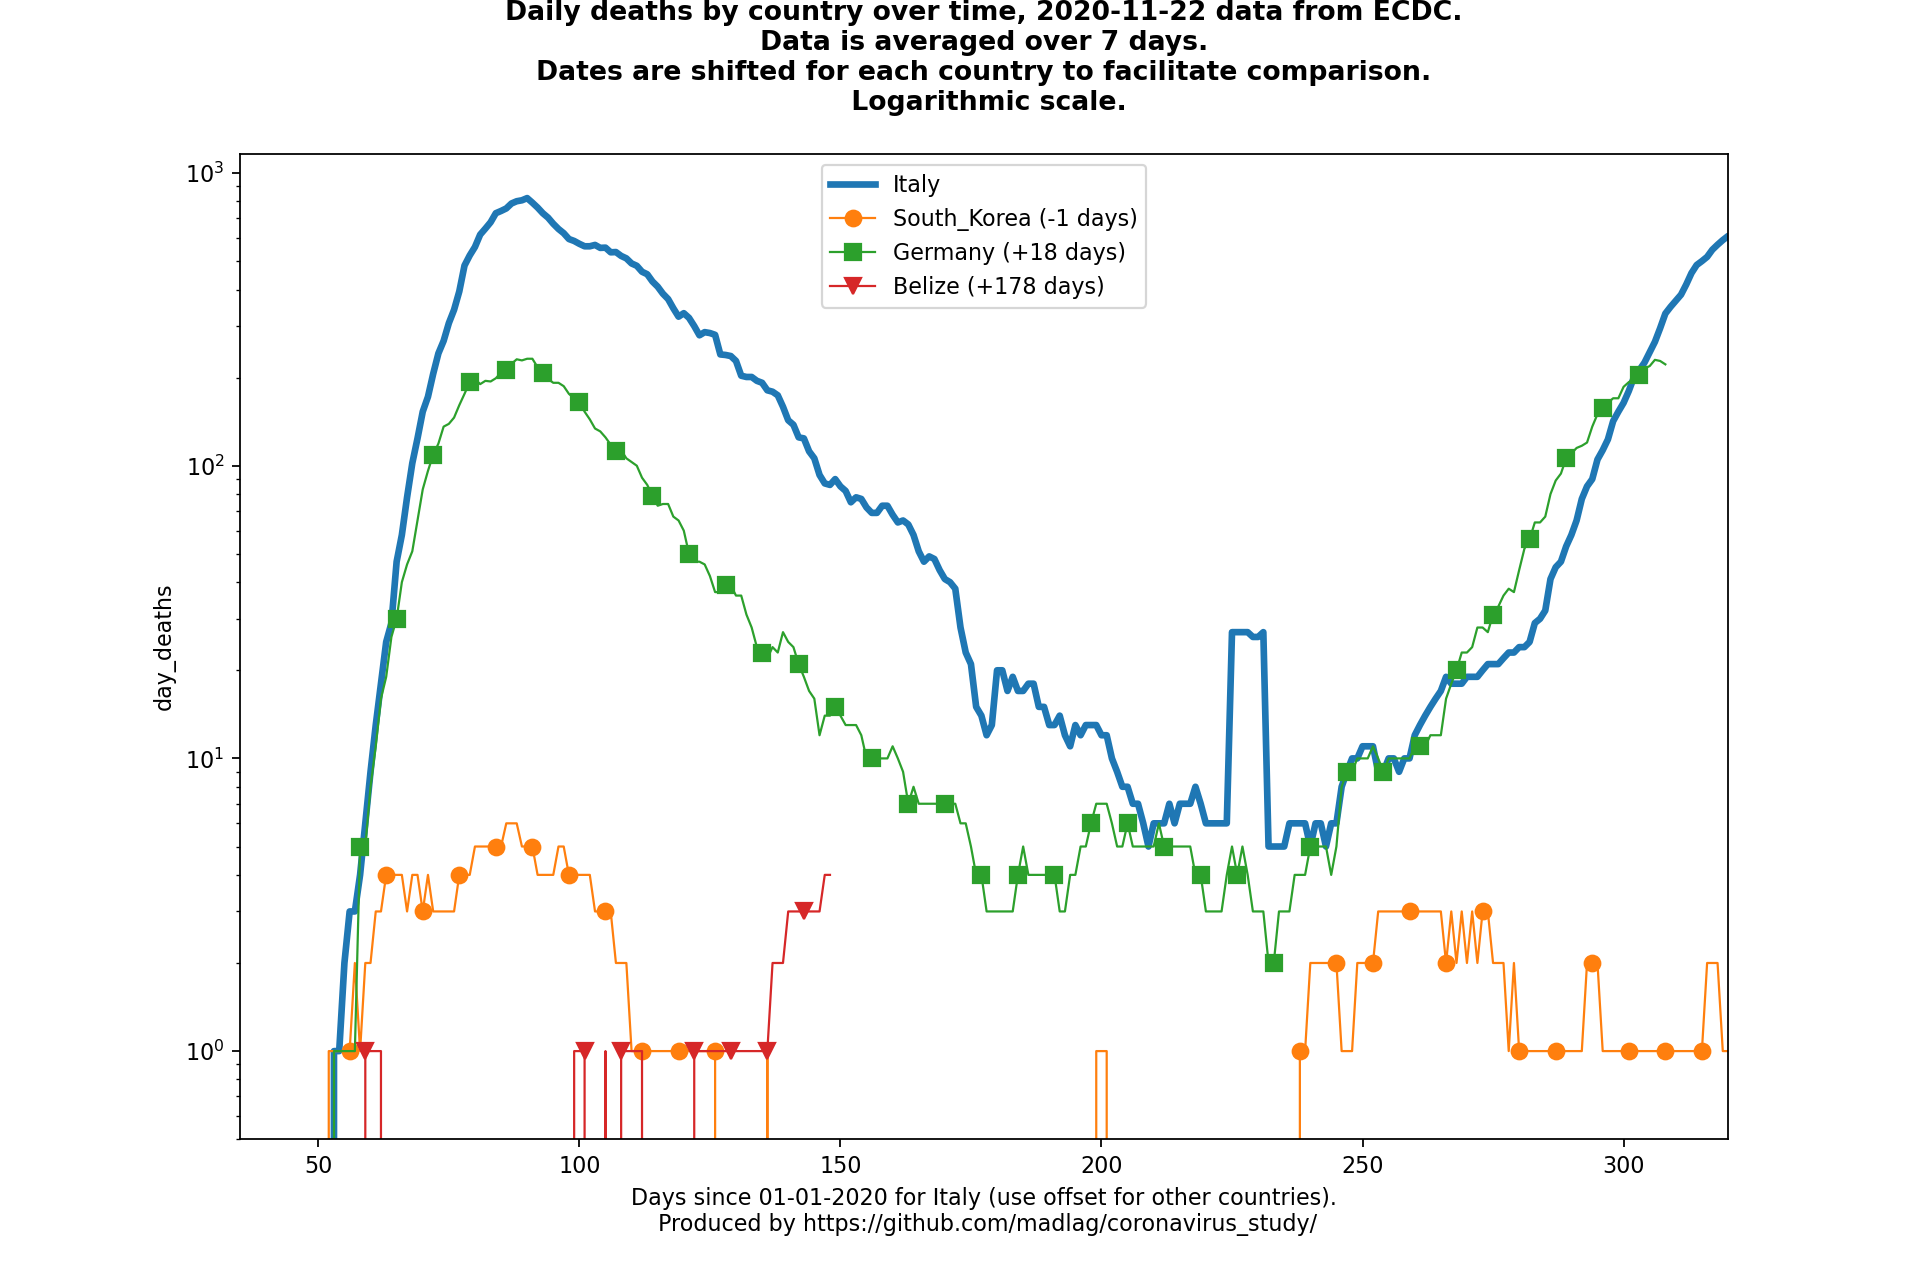 Daily deaths by country over time, 2020-11-22 data from ECDC.
Data is averaged over 7 days.
Dates are shifted for each country to facilitate comparison.
Logarithmic scale.
10³
10²
10¹
10⁰
day_deaths
Italy
South_Korea (-1 days)
Germany (+18 days)
Belize (+178 days)
50 100 150 200 250 300
Days since 01-01-2020 for Italy (use offset for other countries).
Produced by https://github.com/madlag/coronavirus_study/